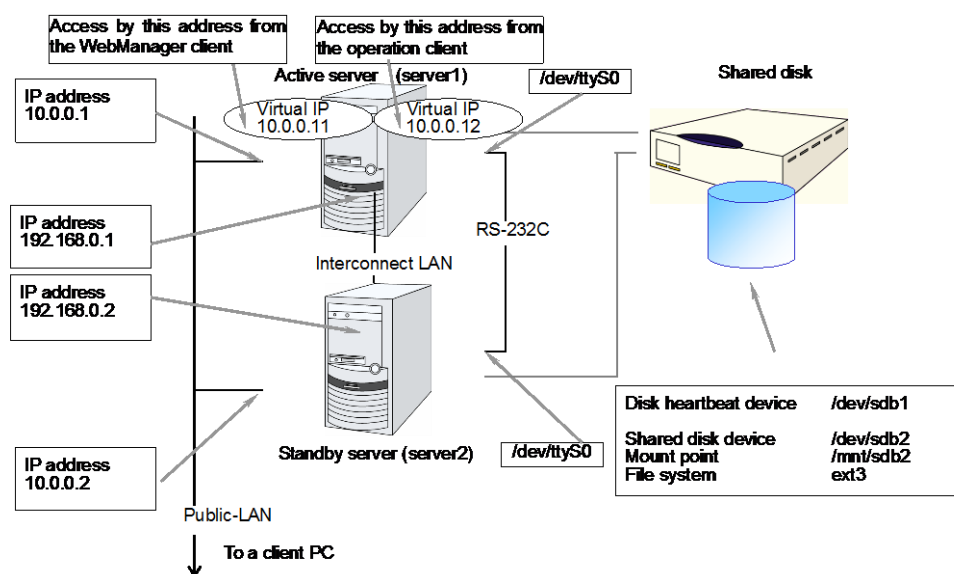 Access by this address from
the WebManager client
Access by this address from
the operation client
Active server (server1)
/dev/ttyS0
Shared disk
IP address
10.0.0.1
Virtual IP
10.0.0.11
Virtual IP
10.0.0.12
IP address
192.168.0.1
RS-232C
Interconnect LAN
IP address
192.168.0.2
Disk heartbeat device /dev/sdb1
Shared disk device /dev/sdb2
Mount point /mnt/sdb2
File system ext3
Standby server (server2)
/dev/ttyS0
IP address
10.0.0.2
Public-LAN
To a client PC